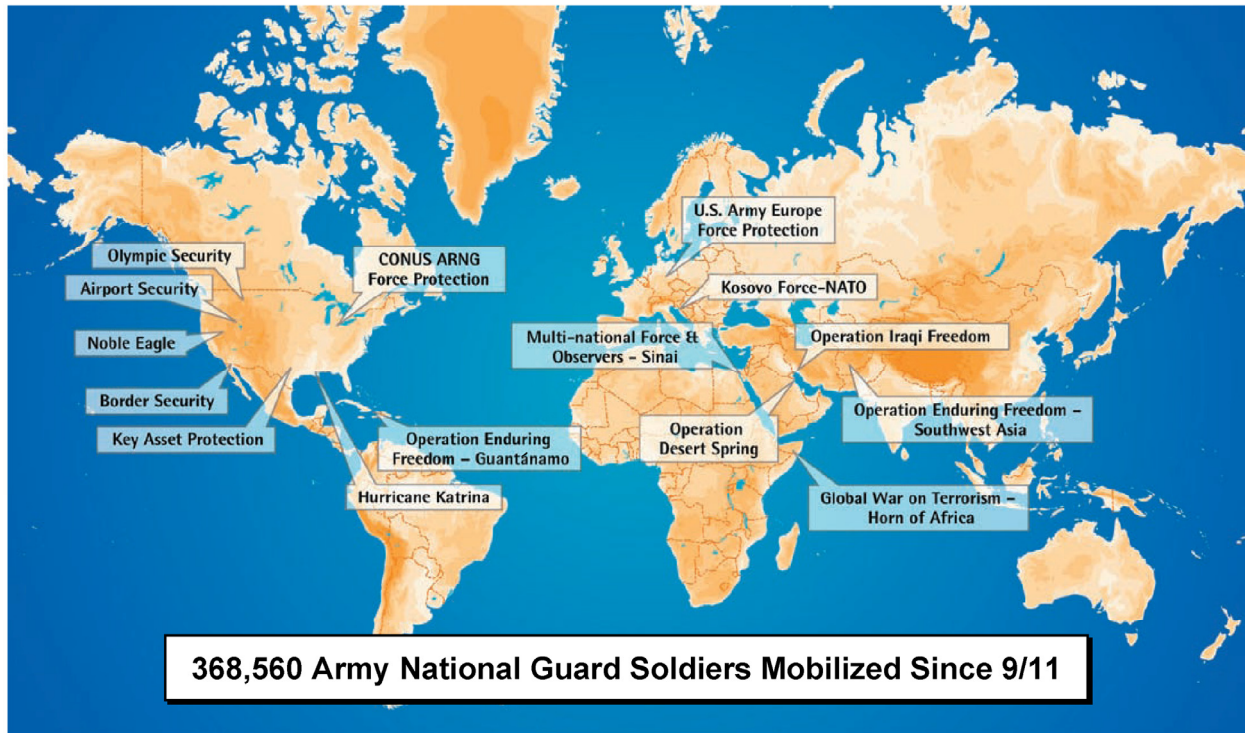 Olympic Security
Airport Security
Noble Eagle
Border Security
Key Asset Protection
CONUS ARNG
Force Protection
Operation Enduring
Freedom – Guantánamo
Hurricane Katrina
U.S. Army Europe
Force Protection
Kosovo Force-NATO
Multi-national Force &
Observers - Sinai
Operation Iraqi Freedom
Operation
Desert Spring
Operation Enduring Freedom –
Southwest Asia
Global War on Terrorism –
Horn of Africa
368,560 Army National Guard Soldiers Mobilized Since 9/11